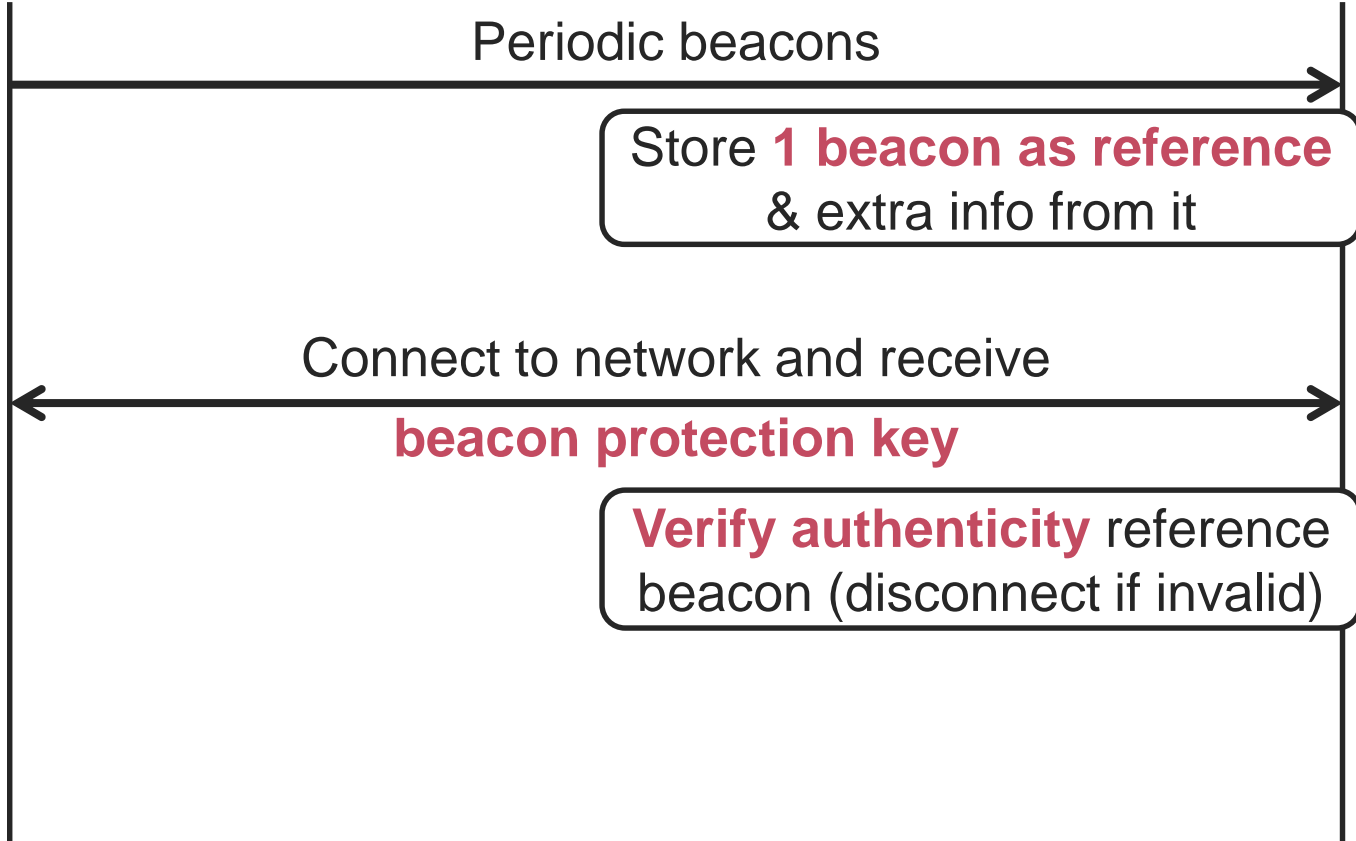 Periodic beacons
Store 1 beacon as reference
& extra info from it
Connect to network and receive
beacon protection key
Verify authenticity reference
beacon (disconnect if invalid)